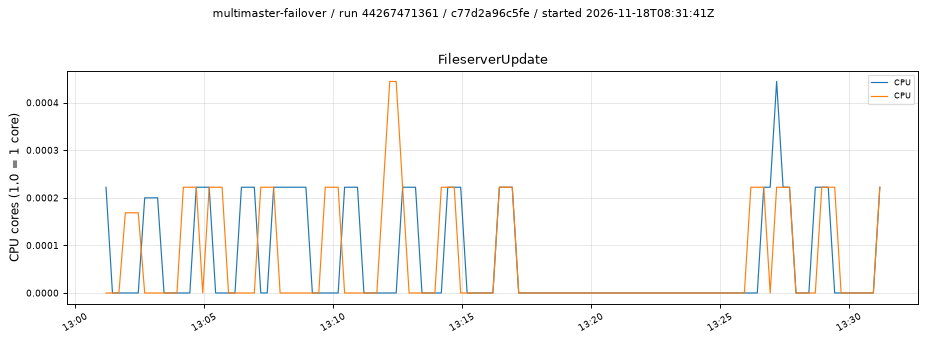 multimaster-failover / run 44267471361 / c77d2a96c5fe / started 2026-11-18T08:31:41Z
FileserverUpdate
CPU
CPU
CPU cores (1.0 = 1 core)
0.0004
0.0003
0.0002
0.0001
0.0000
13:00
13:05
13:10
13:15
13:20
13:25
13:30